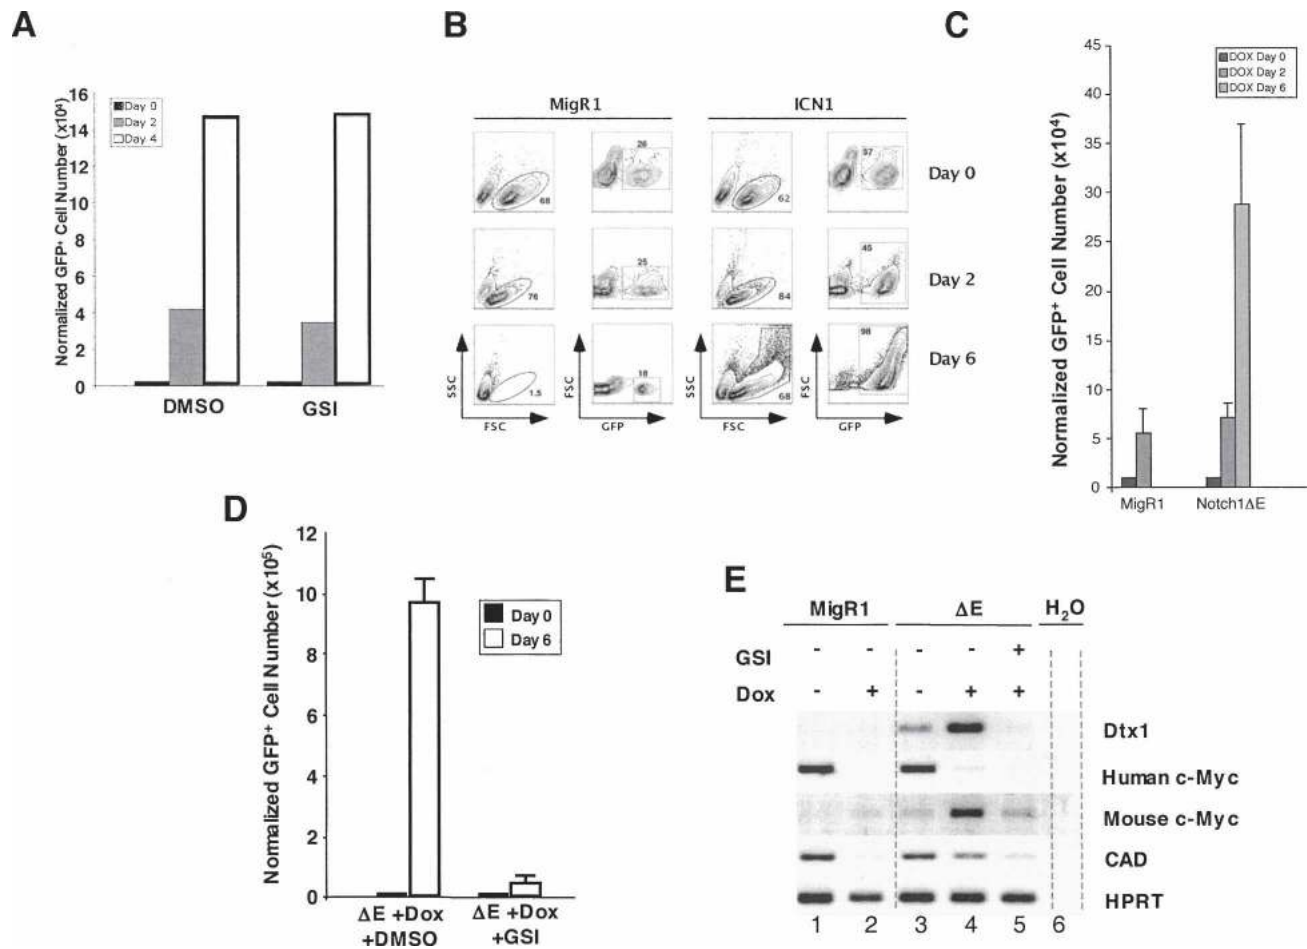 A
Normalized GFP+ Cell Number (x10⁴)
16
14
12
10
8
6
4
2
0
Day 0
Day 2
Day 4
DMSO
GSI
B
MigR1
ICN1
68
26
62
37
Day 0
76
25
84
45
Day 2
1.5
18
68
98
Day 6
SSC
FSC
FSC
GFP
SSC
FSC
FSC
GFP
C
Normalized GFP+ Cell Number (x10⁴)
45
40
35
30
25
20
15
10
5
0
DOX Day 0
DOX Day 2
DOX Day 6
MigR1
Notch1ΔE
D
Normalized GFP+ Cell Number (x10⁵)
12
10
8
6
4
2
0
Day 0
Day 6
ΔE +Dox ΔE +Dox
+DMSO +GSI
E
MigR1 ΔE H₂O
GSI - - - - +
Dox - + - + +
Dtx1
Human c-Myc
Mouse c-Myc
CAD
HPRT
1 2 3 4 5 6